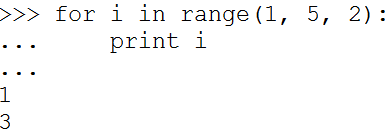 >>> for i in range(1, 5, 2):
...     print i
...
1
3